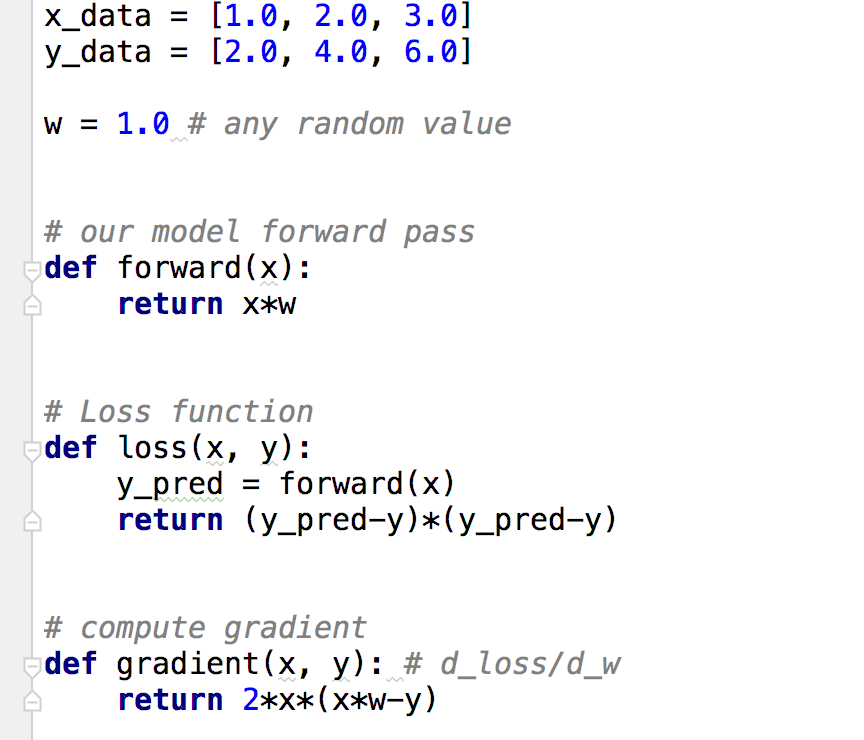 x_data = [1.0, 2.0, 3.0]
y_data = [2.0, 4.0, 6.0]
w = 1.0 # any random value
# our model forward pass
def forward(x):
    return x*w
# Loss function
def loss(x, y):
    y_pred = forward(x)
    return (y_pred-y)*(y_pred-y)
# compute gradient
def gradient(x, y): # d_loss/d_w
    return 2*x*(x*w-y)